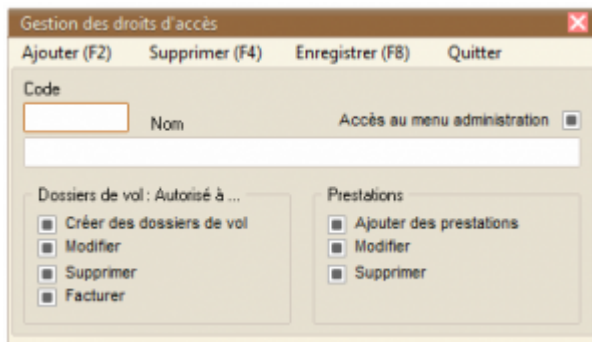 Gestion des droits d'accès
Ajouter (F2) Supprimer (F4) Enregistrer (F8) Quitter
Code
Nom Accès au menu administration
Dossiers de vol : Autorisé à ... Prestations
Créer des dossiers de vol Ajouter des prestations
Modifier Modifier
Supprimer Supprimer
Facturer